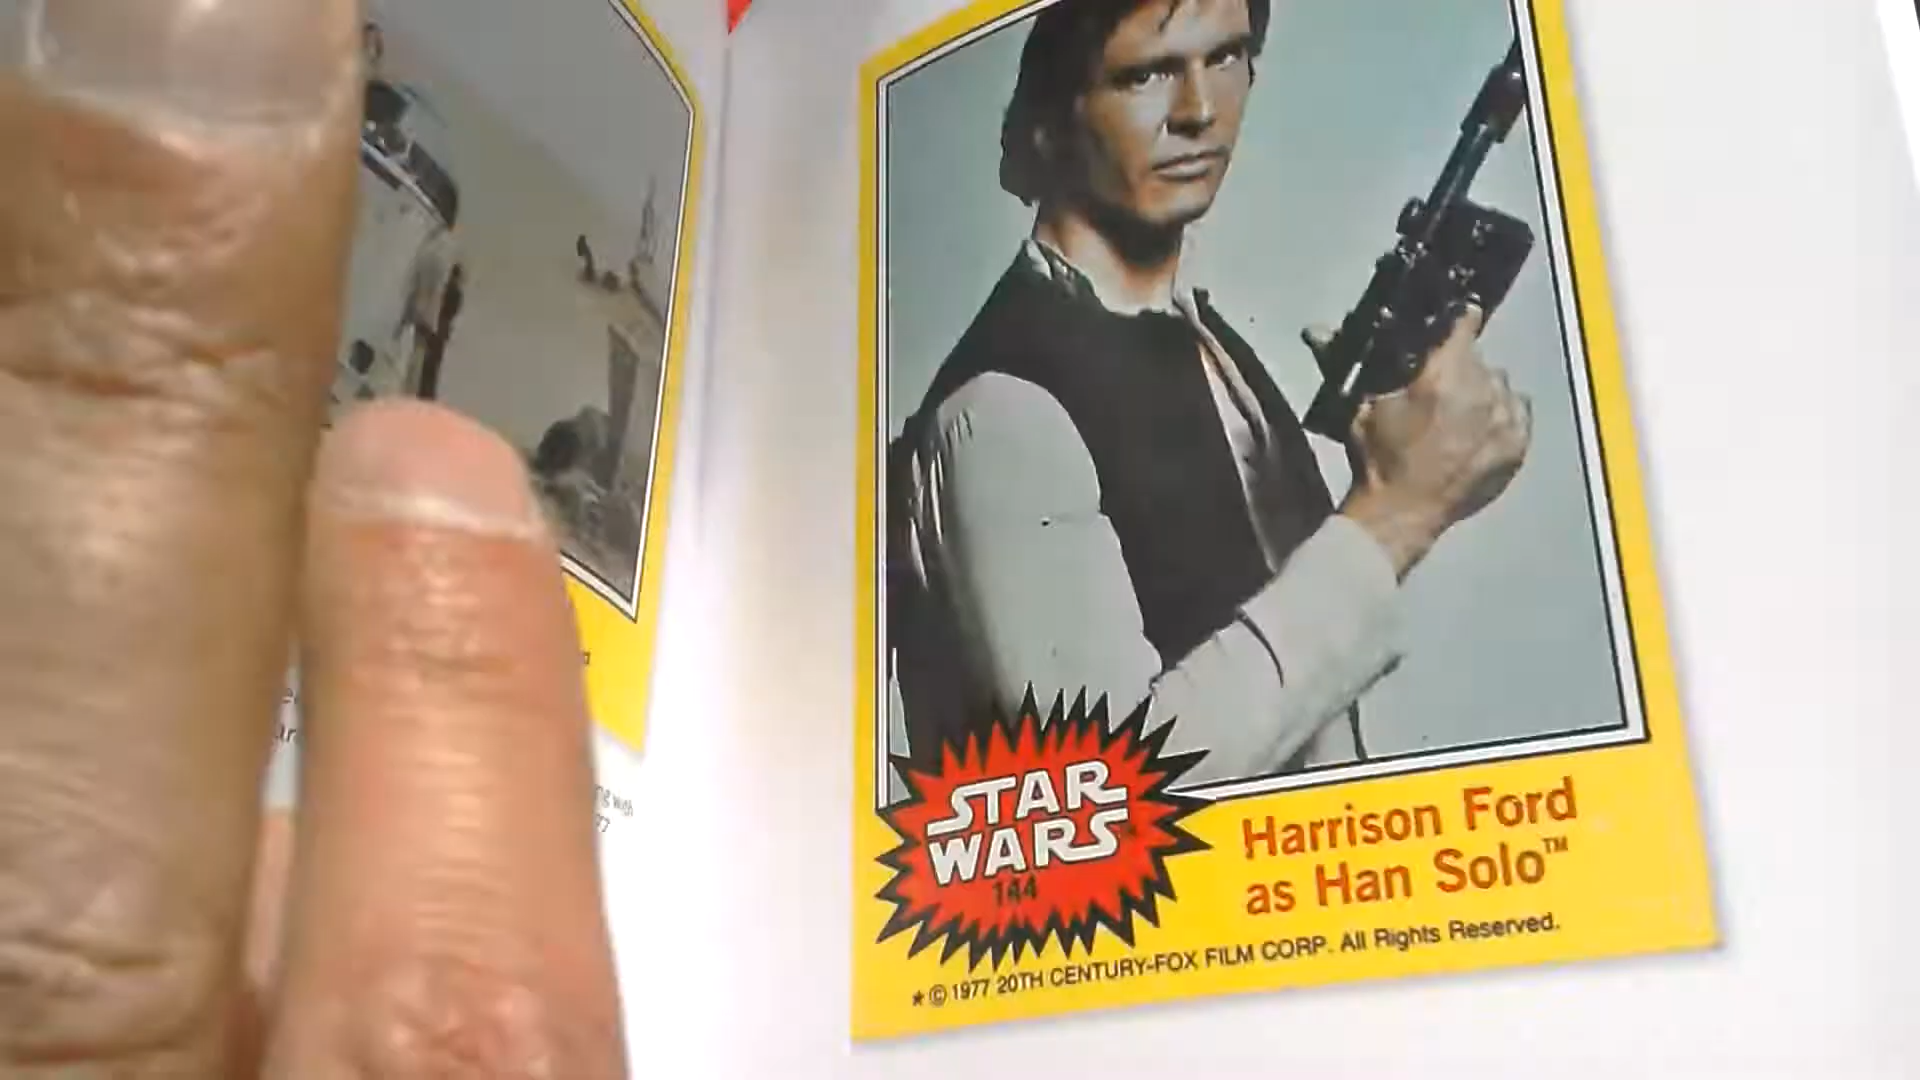 STAR
WARS
144
Harrison Ford
as Han Solo™
★ © 1977 20TH CENTURY-FOX FILM CORP. All Rights Reserved.